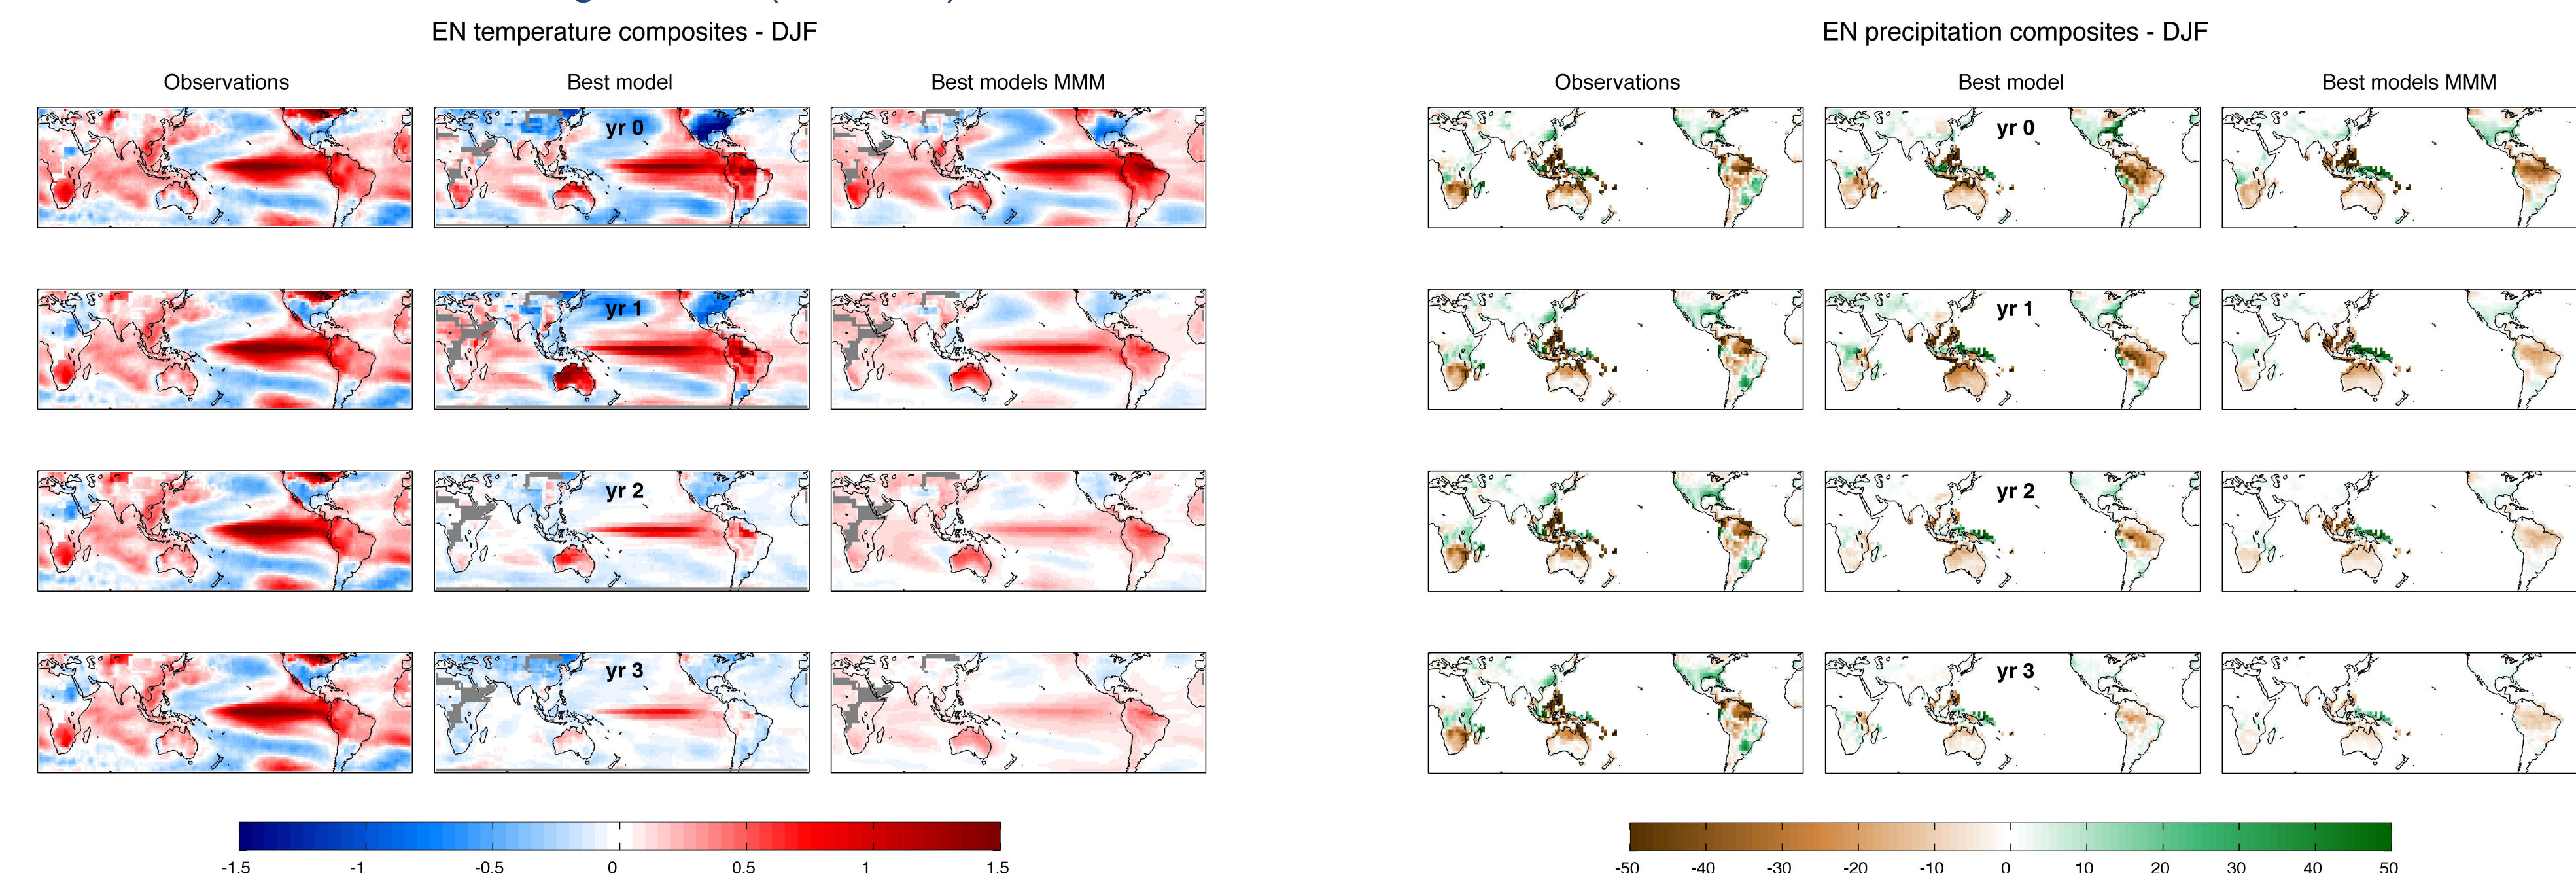 EN temperature composites - DJF
Observations
Best model
Best models MMM
yr 0
yr 1
yr 2
yr 3
-1.5 -1 -0.5 0 0.5 1 1.5
EN precipitation composites - DJF
Observations
Best model
Best models MMM
yr 0
yr 1
yr 2
yr 3
-50 -40 -30 -20 -10 0 10 20 30 40 50